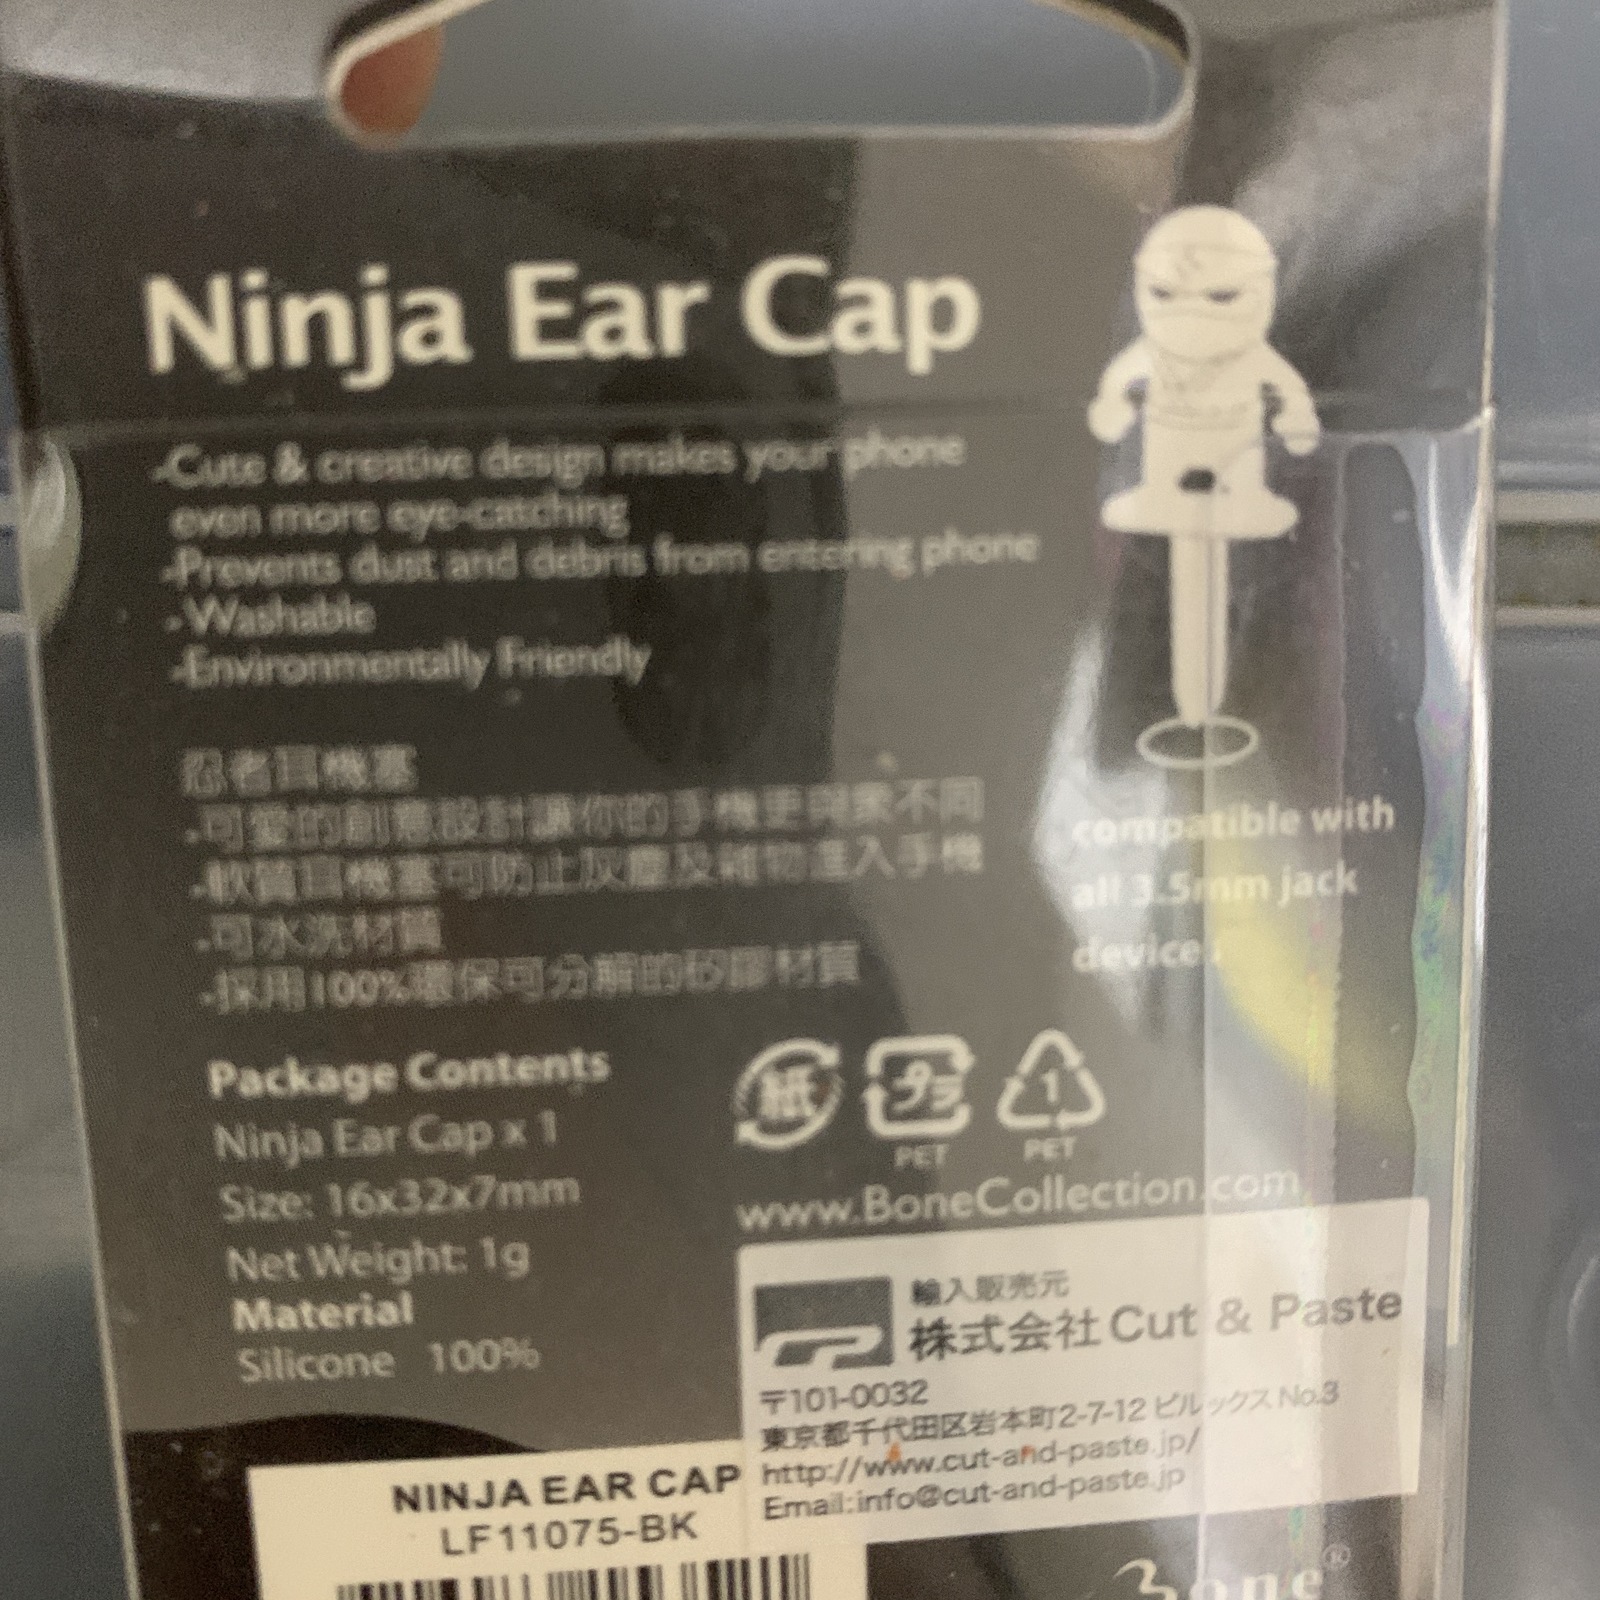 Ninja Ear Cap
-Cute & creative design makes your phone
even more eye-catching
-Prevents dust and debris from entering phone
-Washable
-Environmentally Friendly
忍者耳機塞
-可愛的創意設計讓你的手機更與眾不同
-軟質耳機塞可防止灰塵及雜物進入手機
-可水洗材質
-採用100%環保可分解的矽膠材質
compatible with
all 3.5mm jack
devices
Package Contents
Ninja Ear Cap x 1
Size: 16x32x7mm
Net Weight: 1g
Material
Silicone 100%
紙
プラ
1
PET
PET
www.BoneCollection.com
輸入販売元
株式会社Cut & Paste
〒101-0032
東京都千代田区岩本町2-7-12 ビルックスNo.3
http://www.cut-and-paste.jp/
Email:info@cut-and-paste.jp
NINJA EAR CAP
LF11075-BK
Bone®